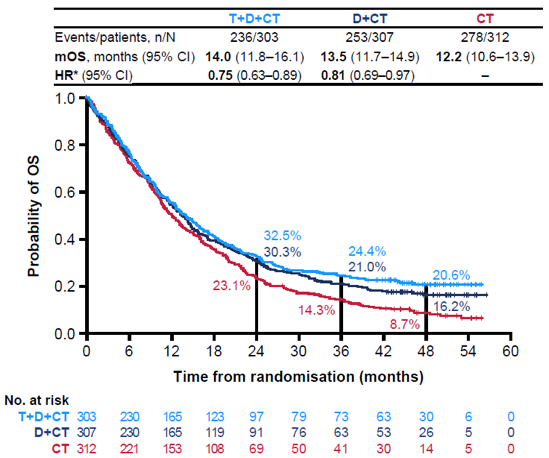 T+D+CT D+CT CT
Events/patients, n/N 236/303 253/307 278/312
mOS, months (95% CI) 14.0 (11.8–16.1) 13.5 (11.7–14.9) 12.2 (10.6–13.9)
HR* (95% CI) 0.75 (0.63–0.89) 0.81 (0.69–0.97) –
Probability of OS
1.0
0.8
0.6
0.4
0.2
0.0
32.5%
30.3%
23.1%
24.4%
21.0%
14.3%
20.6%
16.2%
8.7%
0 6 12 18 24 30 36 42 48 54 60
Time from randomisation (months)
No. at risk
T+D+CT 303 230 165 123 97 79 73 63 30 6 0
D+CT 307 230 165 119 91 76 63 53 26 5 0
CT 312 221 153 108 69 50 41 30 14 5 0